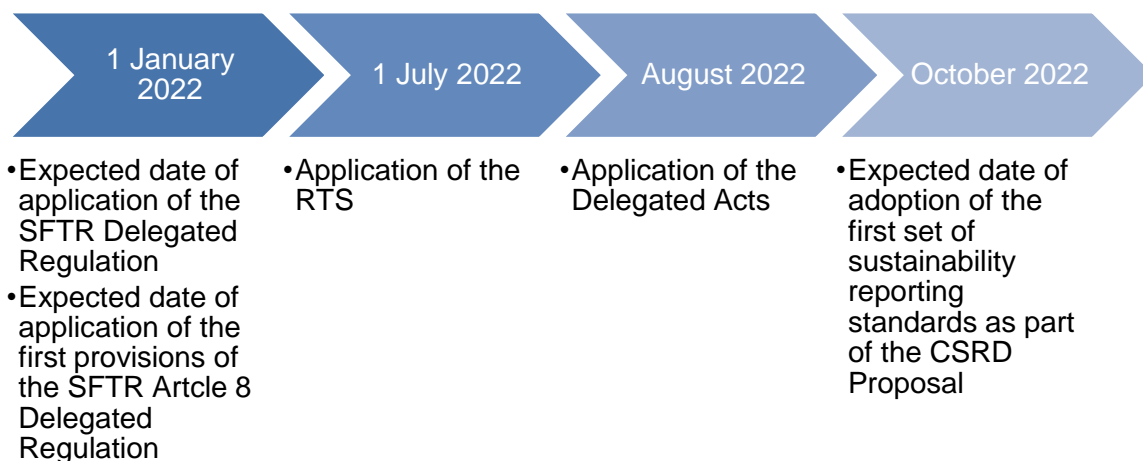 1 January
2022
•Expected date of
application of the
SFTR Delegated
Regulation
•Expected date of
application of the
first provisions of
the SFTR Artcle 8
Delegated
Regulation
1 July 2022
•Application of the
RTS
August 2022
•Application of the
Delegated Acts
October 2022
•Expected date of
adoption of the
first set of
sustainability
reporting
standards as part
of the CSRD
Proposal